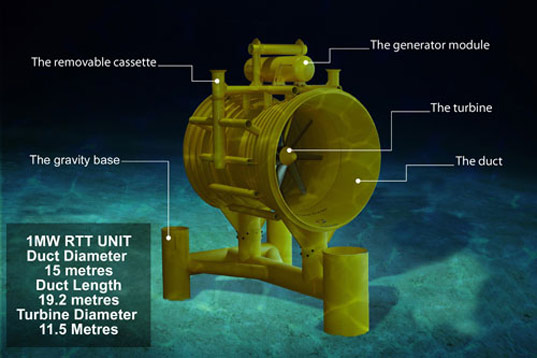 The generator module
The removable cassette
The turbine
The gravity base
The duct
1MW RTT UNIT
Duct Diameter
15 metres
Duct Length
19.2 metres
Turbine Diameter
11.5 Metres